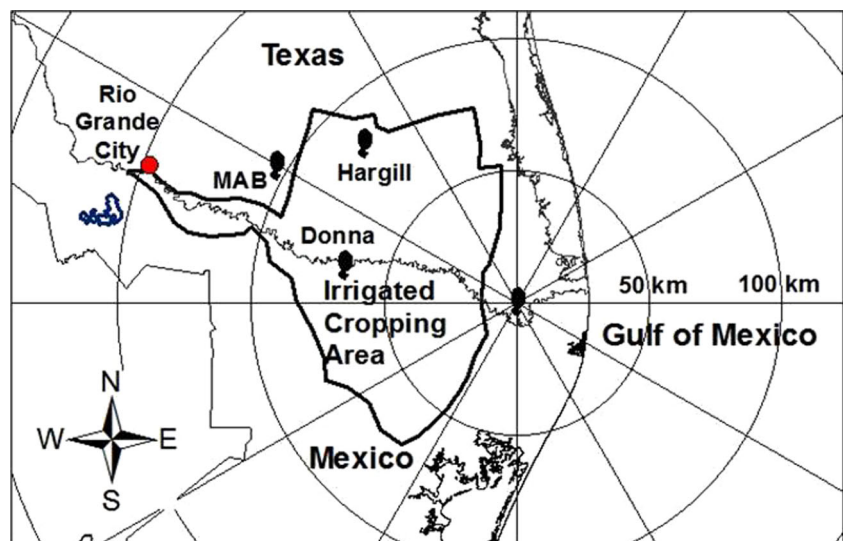 Texas
Rio
Grande
City
MAB
Hargill
Donna
Irrigated
Cropping
Area
50 km
100 km
Gulf of Mexico
Mexico
N
W
E
S